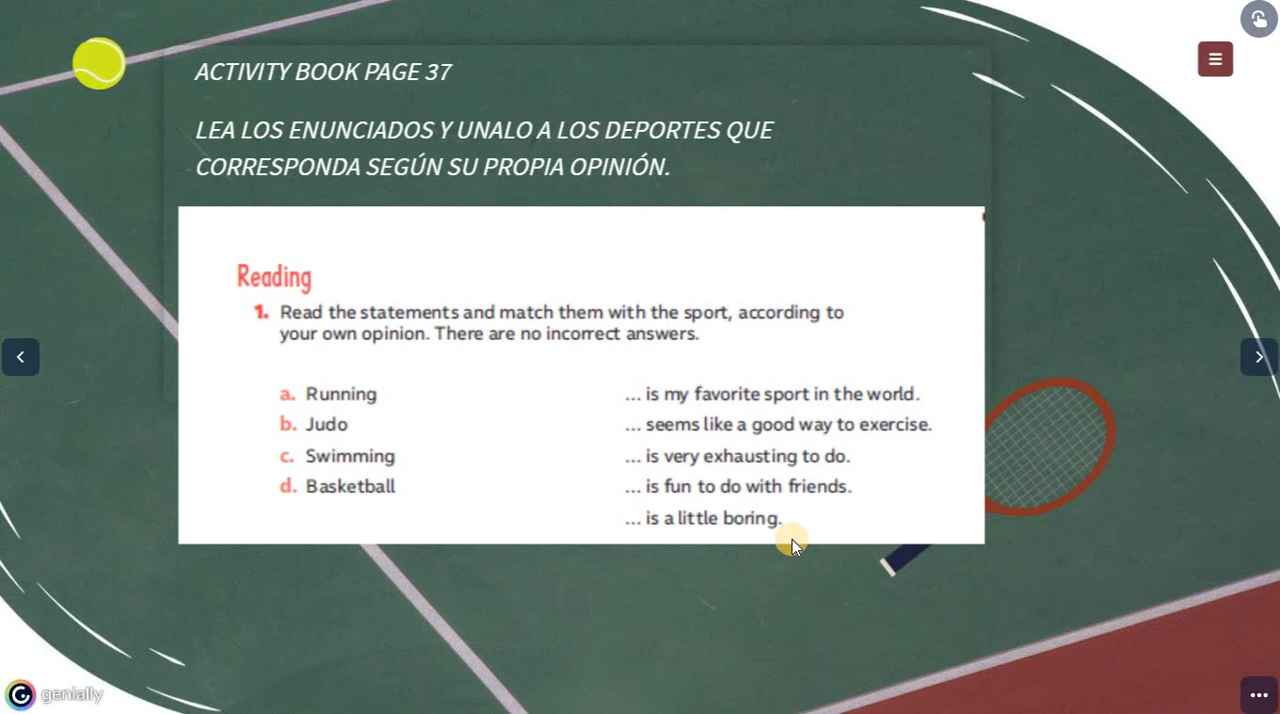 ACTIVITY BOOK PAGE 37
LEA LOS ENUNCIADOS Y UNALO A LOS DEPORTES QUE
CORRESPONDA SEGÚN SU PROPIA OPINIÓN.
Reading
1. Read the statements and match them with the sport, according to
your own opinion. There are no incorrect answers.
a. Running
b. Judo
c. Swimming
d. Basketball
... is my favorite sport in the world.
... seems like a good way to exercise.
... is very exhausting to do.
... is fun to do with friends.
... is a little boring.
genially